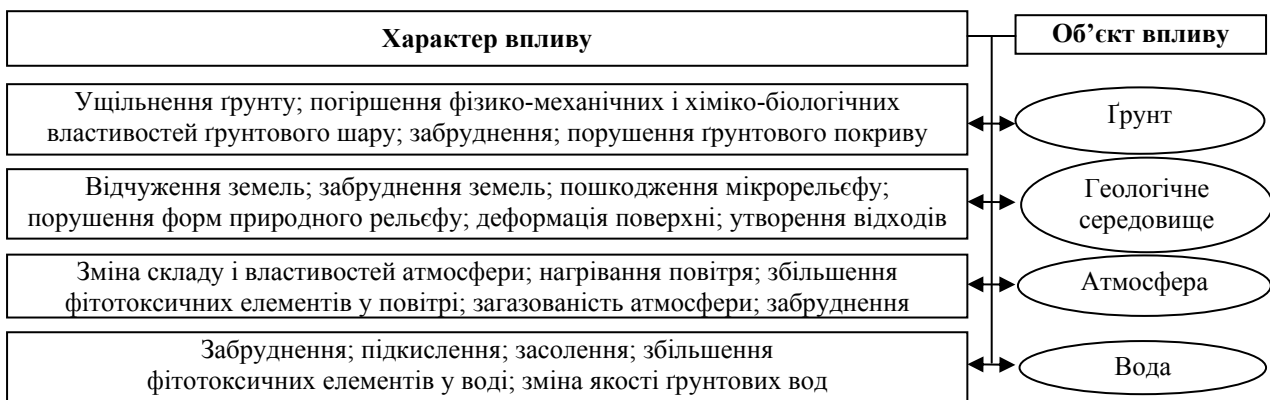 Характер впливу
Об’єкт впливу
Ущільнення ґрунту; погіршення фізико-механічних і хіміко-біологічних
властивостей ґрунтового шару; забруднення; порушення ґрунтового покриву
Ґрунт
Відчуження земель; забруднення земель; пошкодження мікрорельєфу;
порушення форм природного рельєфу; деформація поверхні; утворення відходів
Геологічне
середовище
Зміна складу і властивостей атмосфери; нагрівання повітря; збільшення
фітотоксичних елементів у повітрі; загазованість атмосфери; забруднення
Атмосфера
Забруднення; підкислення; засолення; збільшення
фітотоксичних елементів у воді; зміна якості ґрунтових вод
Вода